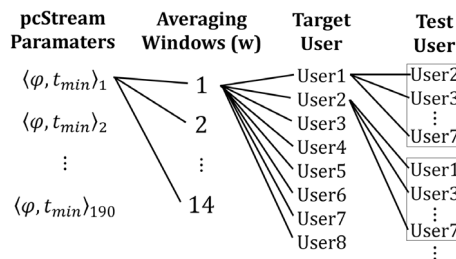 pcStream Paramaters
Averaging Windows (w)
Target User
Test User
⟨φ, t_min⟩_1
⟨φ, t_min⟩_2
⋮
⟨φ, t_min⟩_190
1
2
⋮
14
User1
User2
User3
User4
User5
User6
User7
User8
User2
User3
⋮
User7
User1
User3
⋮
User7
⋮